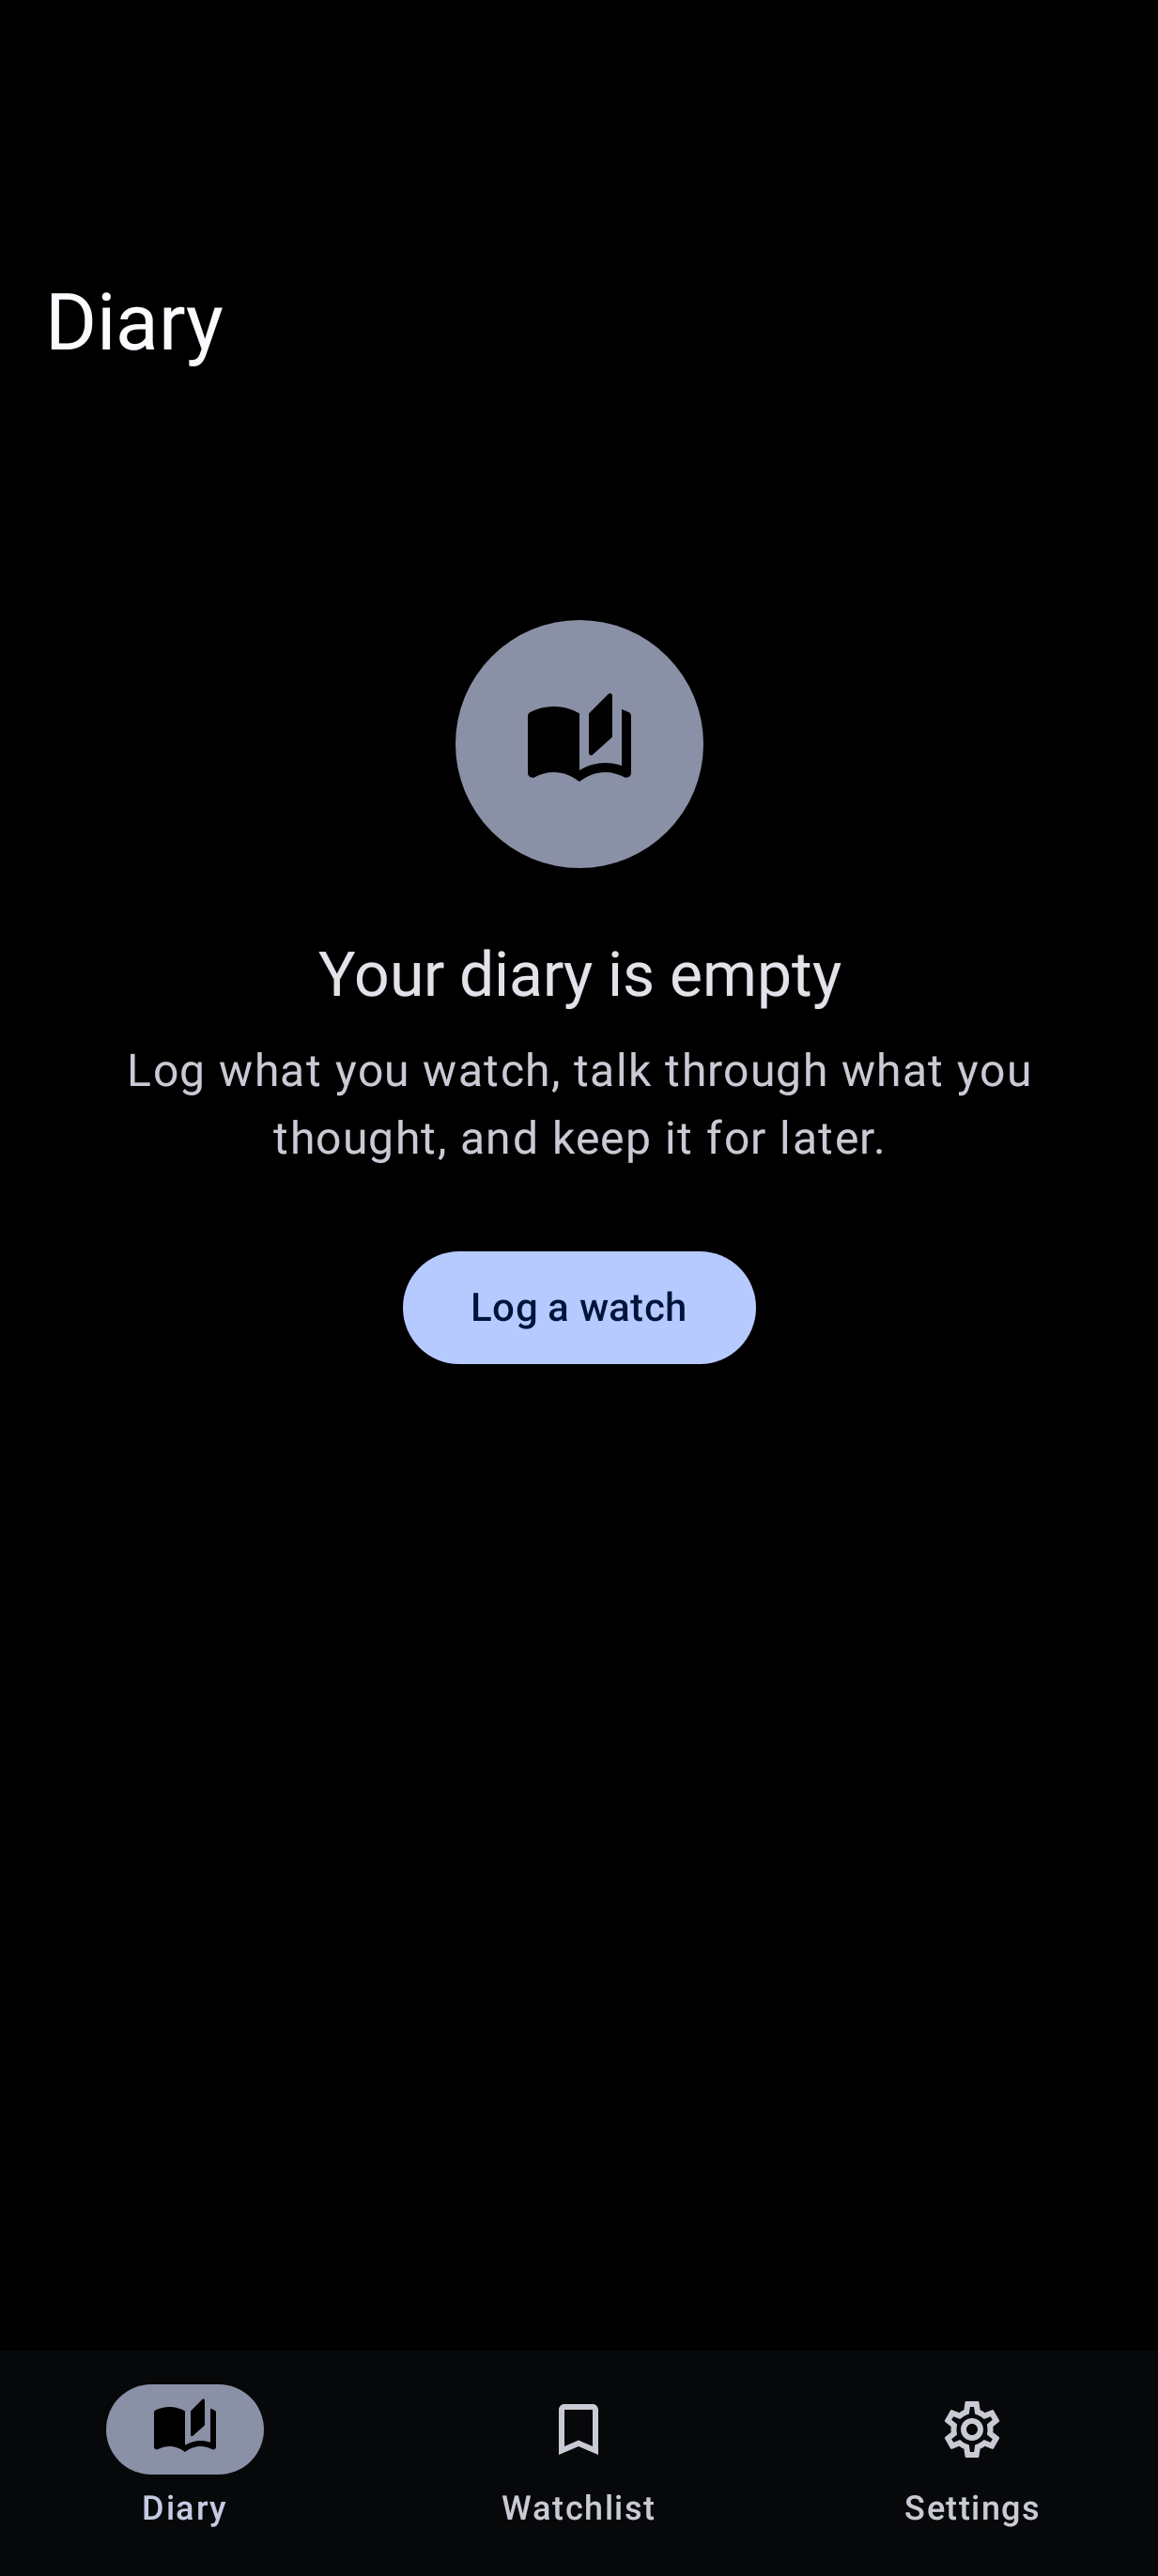 Diary
Your diary is empty
Log what you watch, talk through what you
thought, and keep it for later.
Log a watch
Diary
Watchlist
Settings